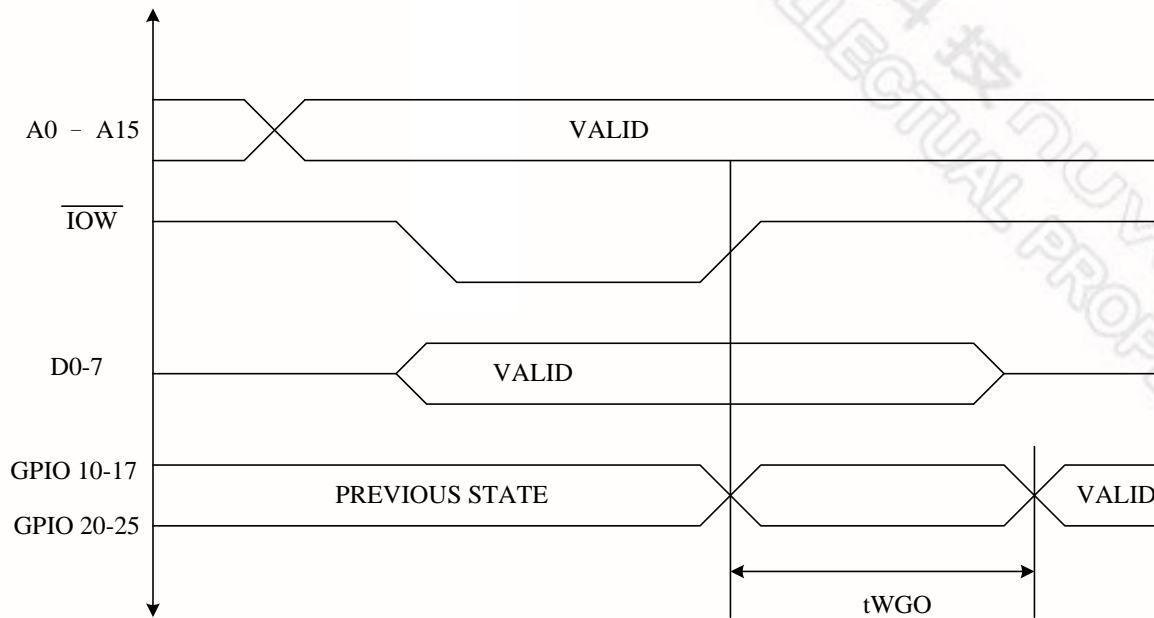 A0 - A15
VALID
IOW
D0-7
VALID
GPIO 10-17
PREVIOUS STATE
VALID
GPIO 20-25
tWGO